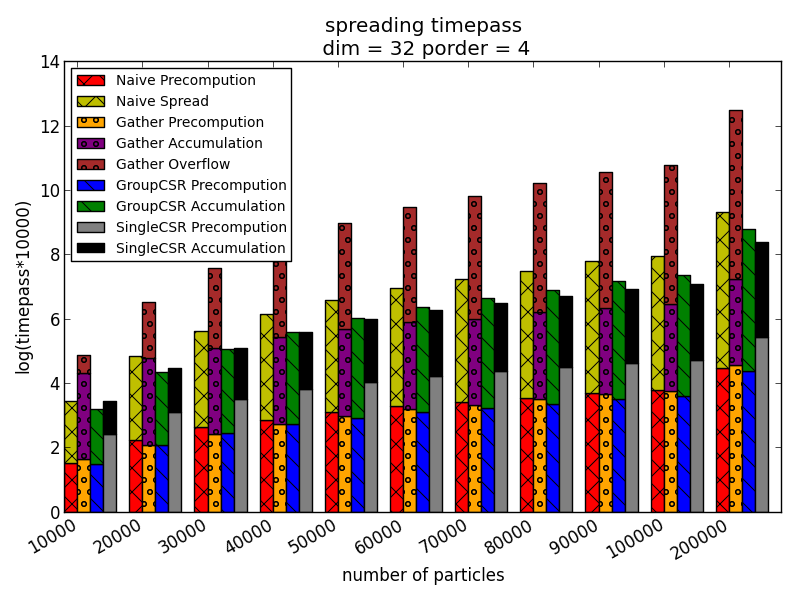 spreading timepass
dim = 32 porder = 4
log(timepass*10000)
14
12
10
8
6
4
2
0
Naive Precompution
Naive Spread
Gather Precompution
Gather Accumulation
Gather Overflow
GroupCSR Precompution
GroupCSR Accumulation
SingleCSR Precompution
SingleCSR Accumulation
10000
20000
30000
40000
50000
60000
70000
80000
90000
100000
200000
number of particles